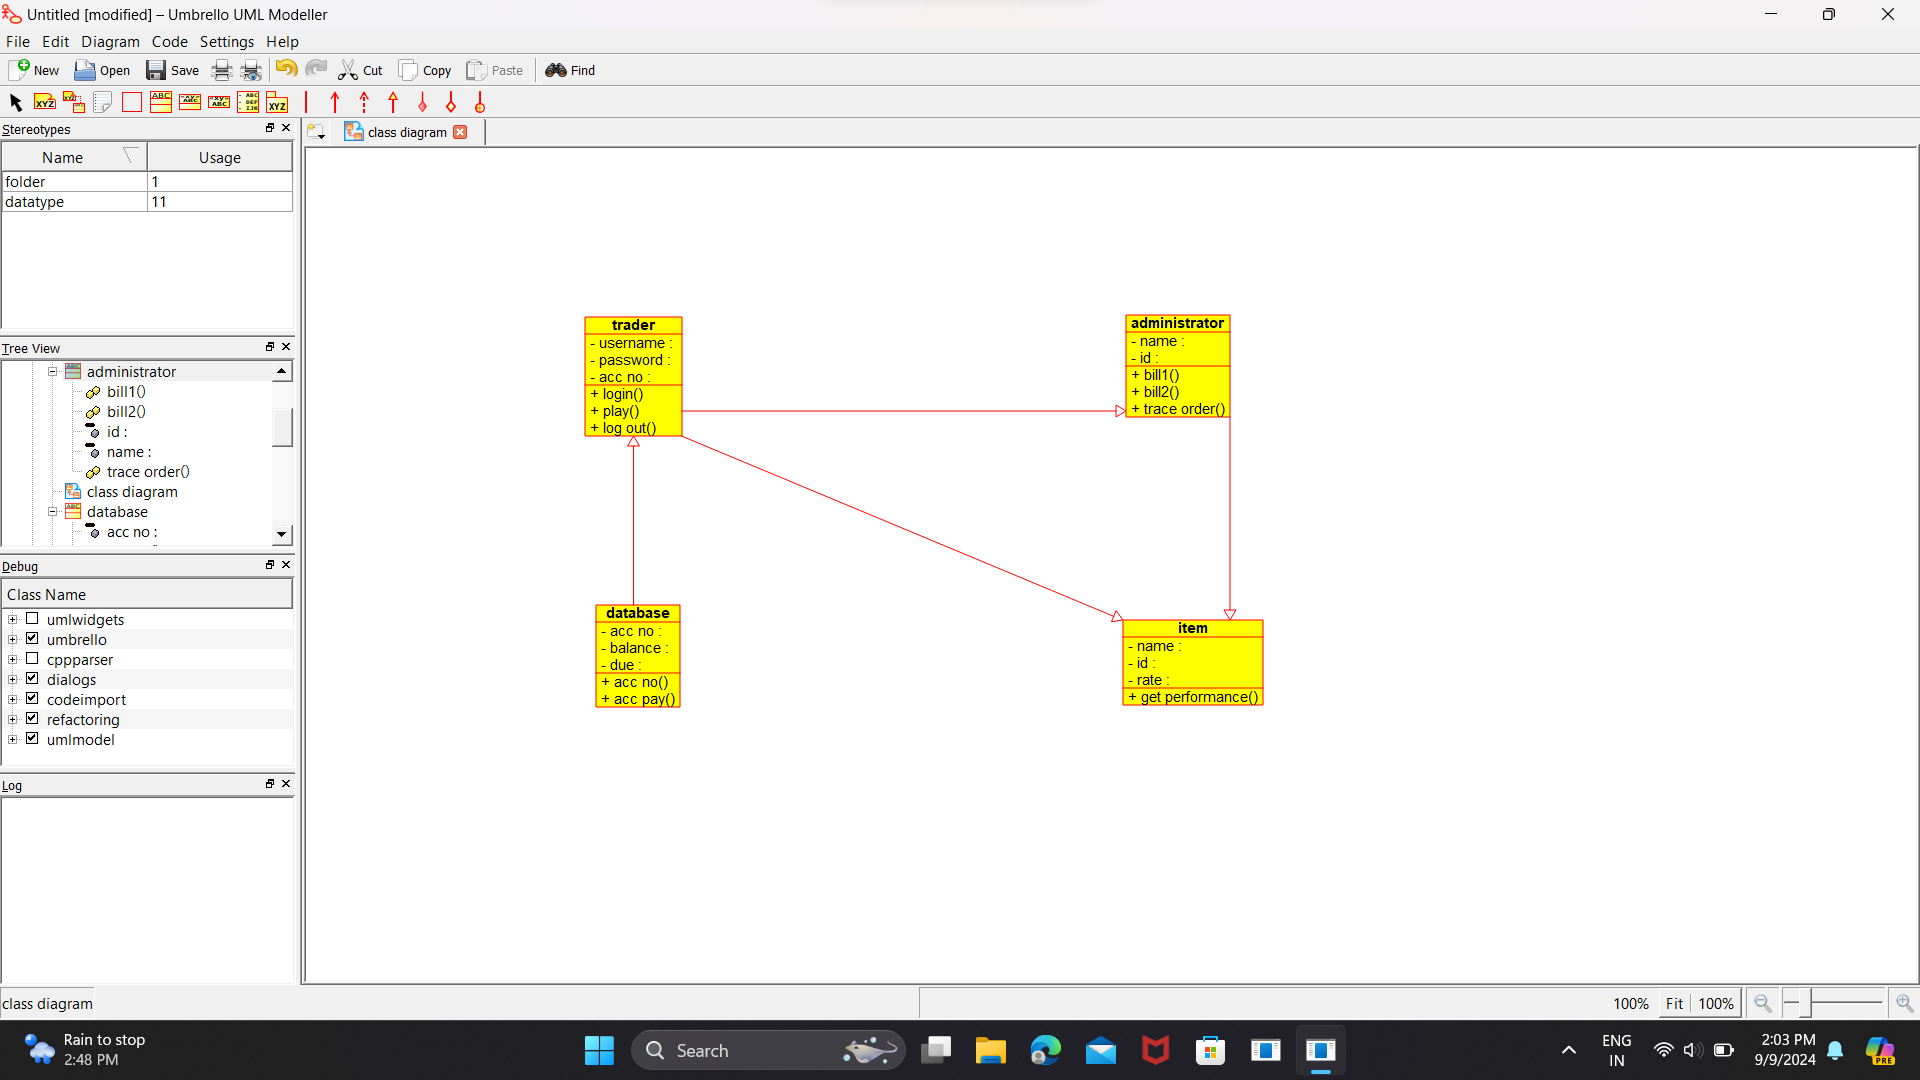 Untitled [modified] – Umbrello UML Modeller
File Edit Diagram Code Settings Help
New Open Save Cut Copy Paste Find
Stereotypes
class diagram
Name Usage
folder 1
datatype 11
Tree View
administrator
bill1()
bill2()
id :
name :
trace order()
class diagram
database
acc no :
Debug
Class Name
umlwidgets
umbrello
cppparser
dialogs
codeimport
refactoring
umlmodel
Log
trader
- username :
- password :
- acc no :
+ login()
+ play()
+ log out()
administrator
- name :
- id :
+ bill1()
+ bill2()
+ trace order()
database
- acc no :
- balance :
- due :
+ acc no()
+ acc pay()
item
- name :
- id :
- rate :
+ get performance()
class diagram
100% Fit 100%
Rain to stop
2:48 PM
Search
ENG
IN
2:03 PM
9/9/2024
PRE